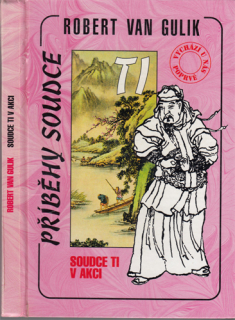 ROBERT VAN GULIK SOUDCE TI V AKCI
ROBERT VAN GULIK
PŘÍBĚHY SOUDCE
TI
VYCHÁZÍ U NÁS
POPRVÉ
SOUDCE TI
V AKCI